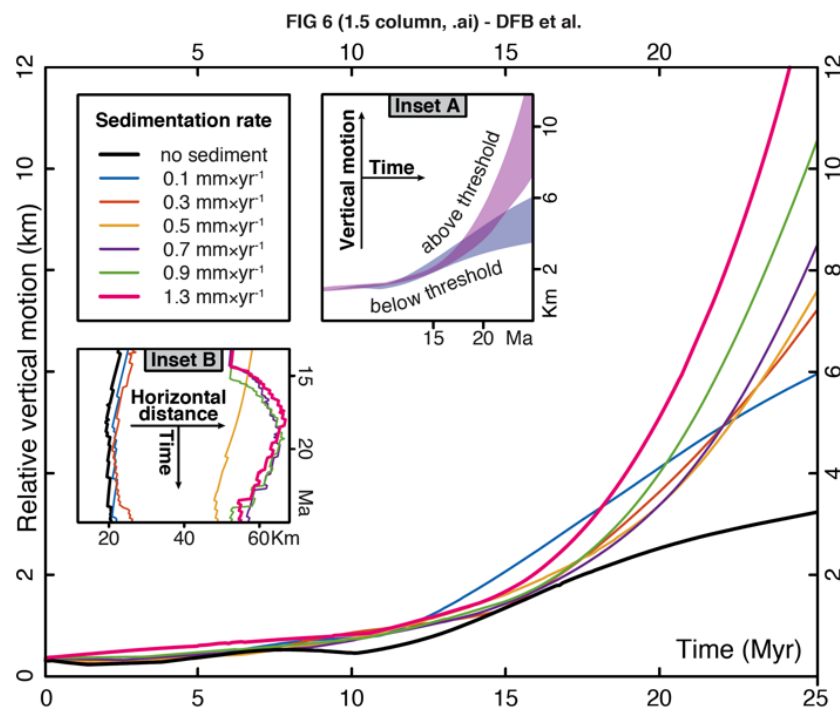 FIG 6 (1.5 column, .ai) - DFB et al.
5 10 15 20
12 12
Sedimentation rate
no sediment
0.1 mm×yr⁻¹
0.3 mm×yr⁻¹
0.5 mm×yr⁻¹
0.7 mm×yr⁻¹
0.9 mm×yr⁻¹
1.3 mm×yr⁻¹
Inset A
Vertical motion
Time
above threshold
below threshold
10
6
2
Km
15 20 Ma
Inset B
Horizontal
distance
Time
15
20
Ma
20 40 60Km
Relative vertical motion (km)
10 10
8 8
6 6
4 4
2 2
0 0
Time (Myr)
0 5 10 15 20 25